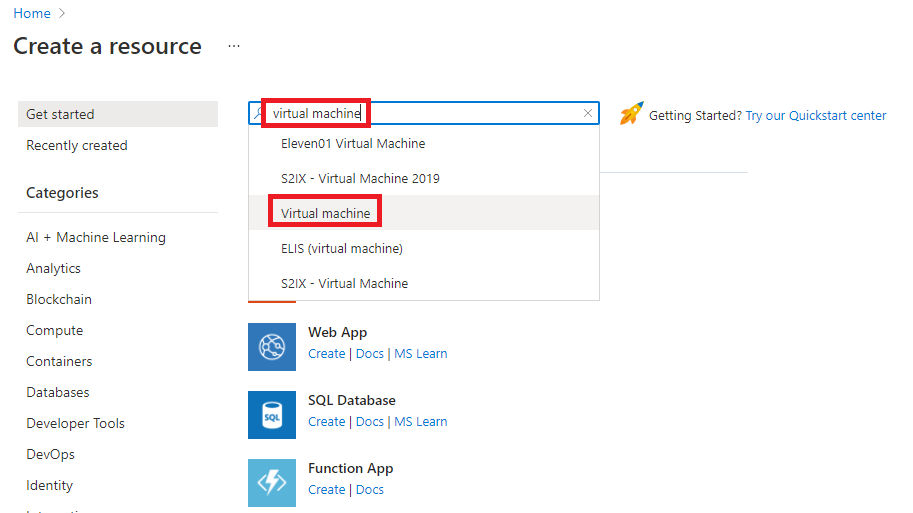 Home >
Create a resource ...
Get started
Recently created
Categories
AI + Machine Learning
Analytics
Blockchain
Compute
Containers
Databases
Developer Tools
DevOps
Identity
virtual machine
Eleven01 Virtual Machine
S2IX - Virtual Machine 2019
Virtual machine
ELIS (virtual machine)
S2IX - Virtual Machine
Web App
Create | Docs | MS Learn
SQL
SQL Database
Create | Docs | MS Learn
Function App
Create | Docs
Getting Started? Try our Quickstart center